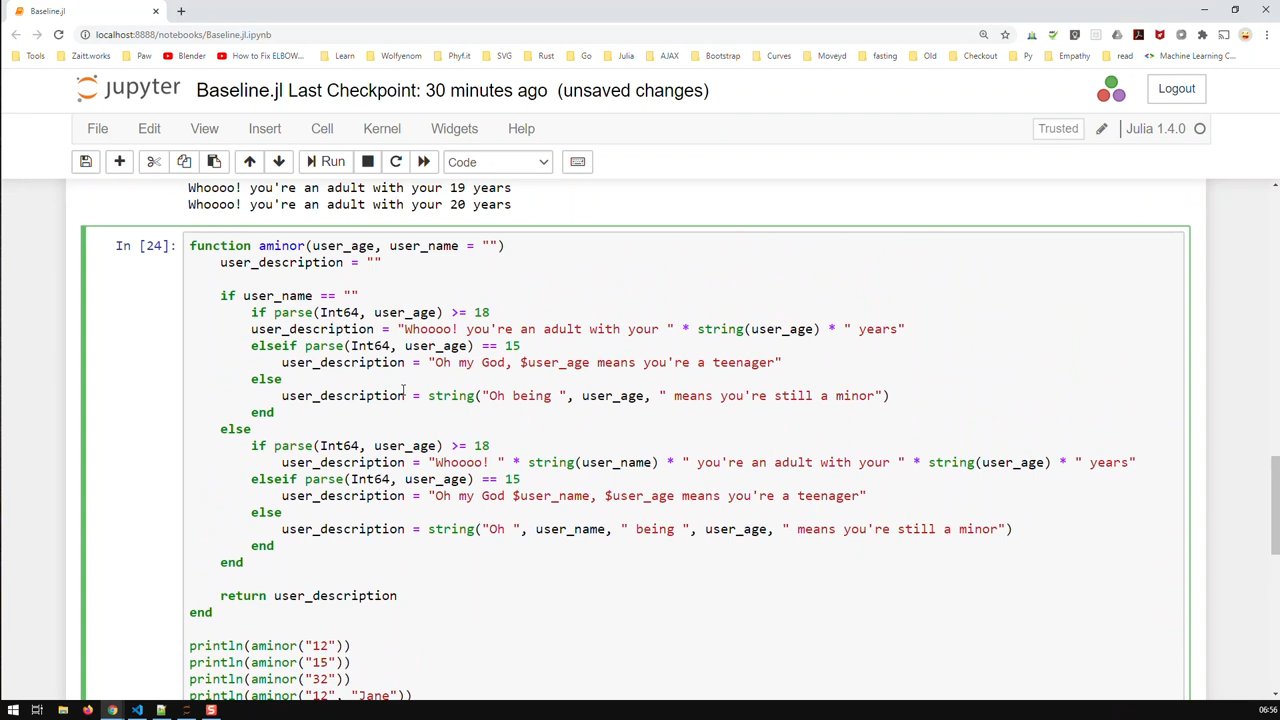 Baseline.jl
localhost:8888/notebooks/Baseline.jl.ipynb
Tools Zaitt.works Paw Blender How to Fix ELBOW... Learn Wolfyenom Phyf.it SVG Rust Go Julia AJAX Bootstrap Curves Moveyd fasting Old Checkout Py Empathy read Machine Learning C...
jupyter Baseline.jl Last Checkpoint: 30 minutes ago (unsaved changes) Logout
File Edit View Insert Cell Kernel Widgets Help Trusted Julia 1.4.0
Run Code
Whoooo! you're an adult with your 19 years
Whoooo! you're an adult with your 20 years
In [24]: function aminor(user_age, user_name = "")
user_description = ""
if user_name == ""
if parse(Int64, user_age) >= 18
user_description = "Whoooo! you're an adult with your " * string(user_age) * " years"
elseif parse(Int64, user_age) == 15
user_description = "Oh my God, $user_age means you're a teenager"
else
user_description = string("Oh being ", user_age, " means you're still a minor")
end
else
if parse(Int64, user_age) >= 18
user_description = "Whoooo! " * string(user_name) * " you're an adult with your " * string(user_age) * " years"
elseif parse(Int64, user_age) == 15
user_description = "Oh my God $user_name, $user_age means you're a teenager"
else
user_description = string("Oh ", user_name, " being ", user_age, " means you're still a minor")
end
end
return user_description
end
println(aminor("12"))
println(aminor("15"))
println(aminor("32"))
println(aminor("12", "Jane"))
06:56